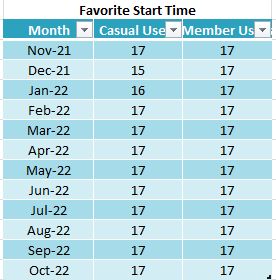 Favorite Start Time
Month Casual Use Member Us
Nov-21 17 17
Dec-21 15 17
Jan-22 16 17
Feb-22 17 17
Mar-22 17 17
Apr-22 17 17
May-22 17 17
Jun-22 17 17
Jul-22 17 17
Aug-22 17 17
Sep-22 17 17
Oct-22 17 17